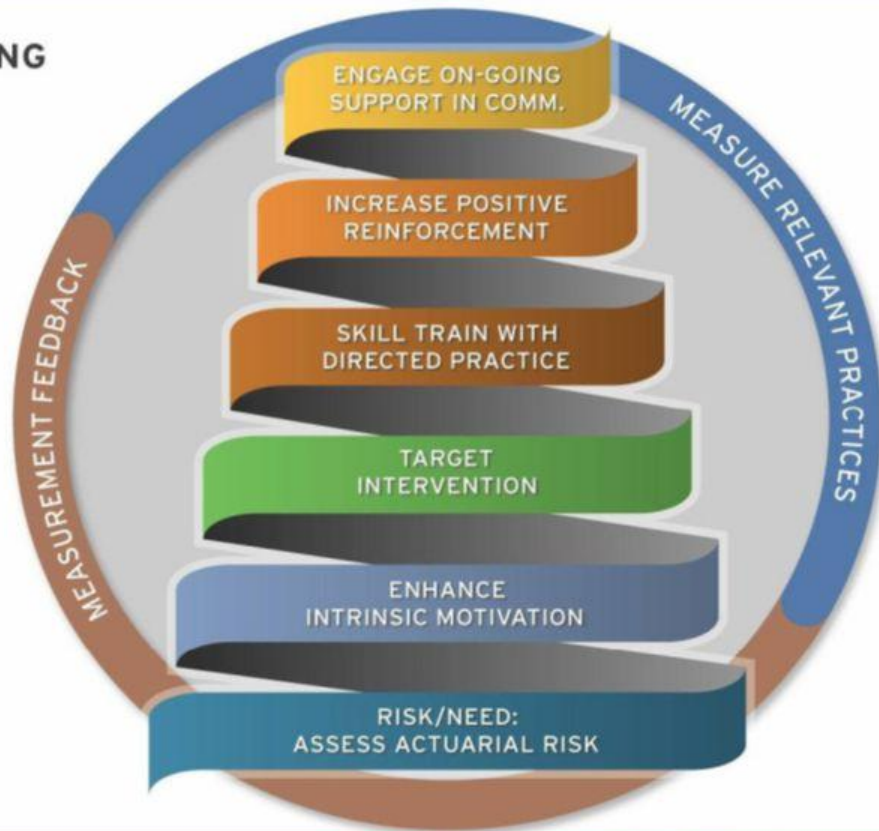 NG
ENGAGE ON-GOING
SUPPORT IN COMM.
INCREASE POSITIVE
REINFORCEMENT
SKILL TRAIN WITH
DIRECTED PRACTICE
TARGET
INTERVENTION
ENHANCE
INTRINSIC MOTIVATION
RISK/NEED:
ASSESS ACTUARIAL RISK
MEASUREMENT FEEDBACK
MEASURE RELEVANT PRACTICES